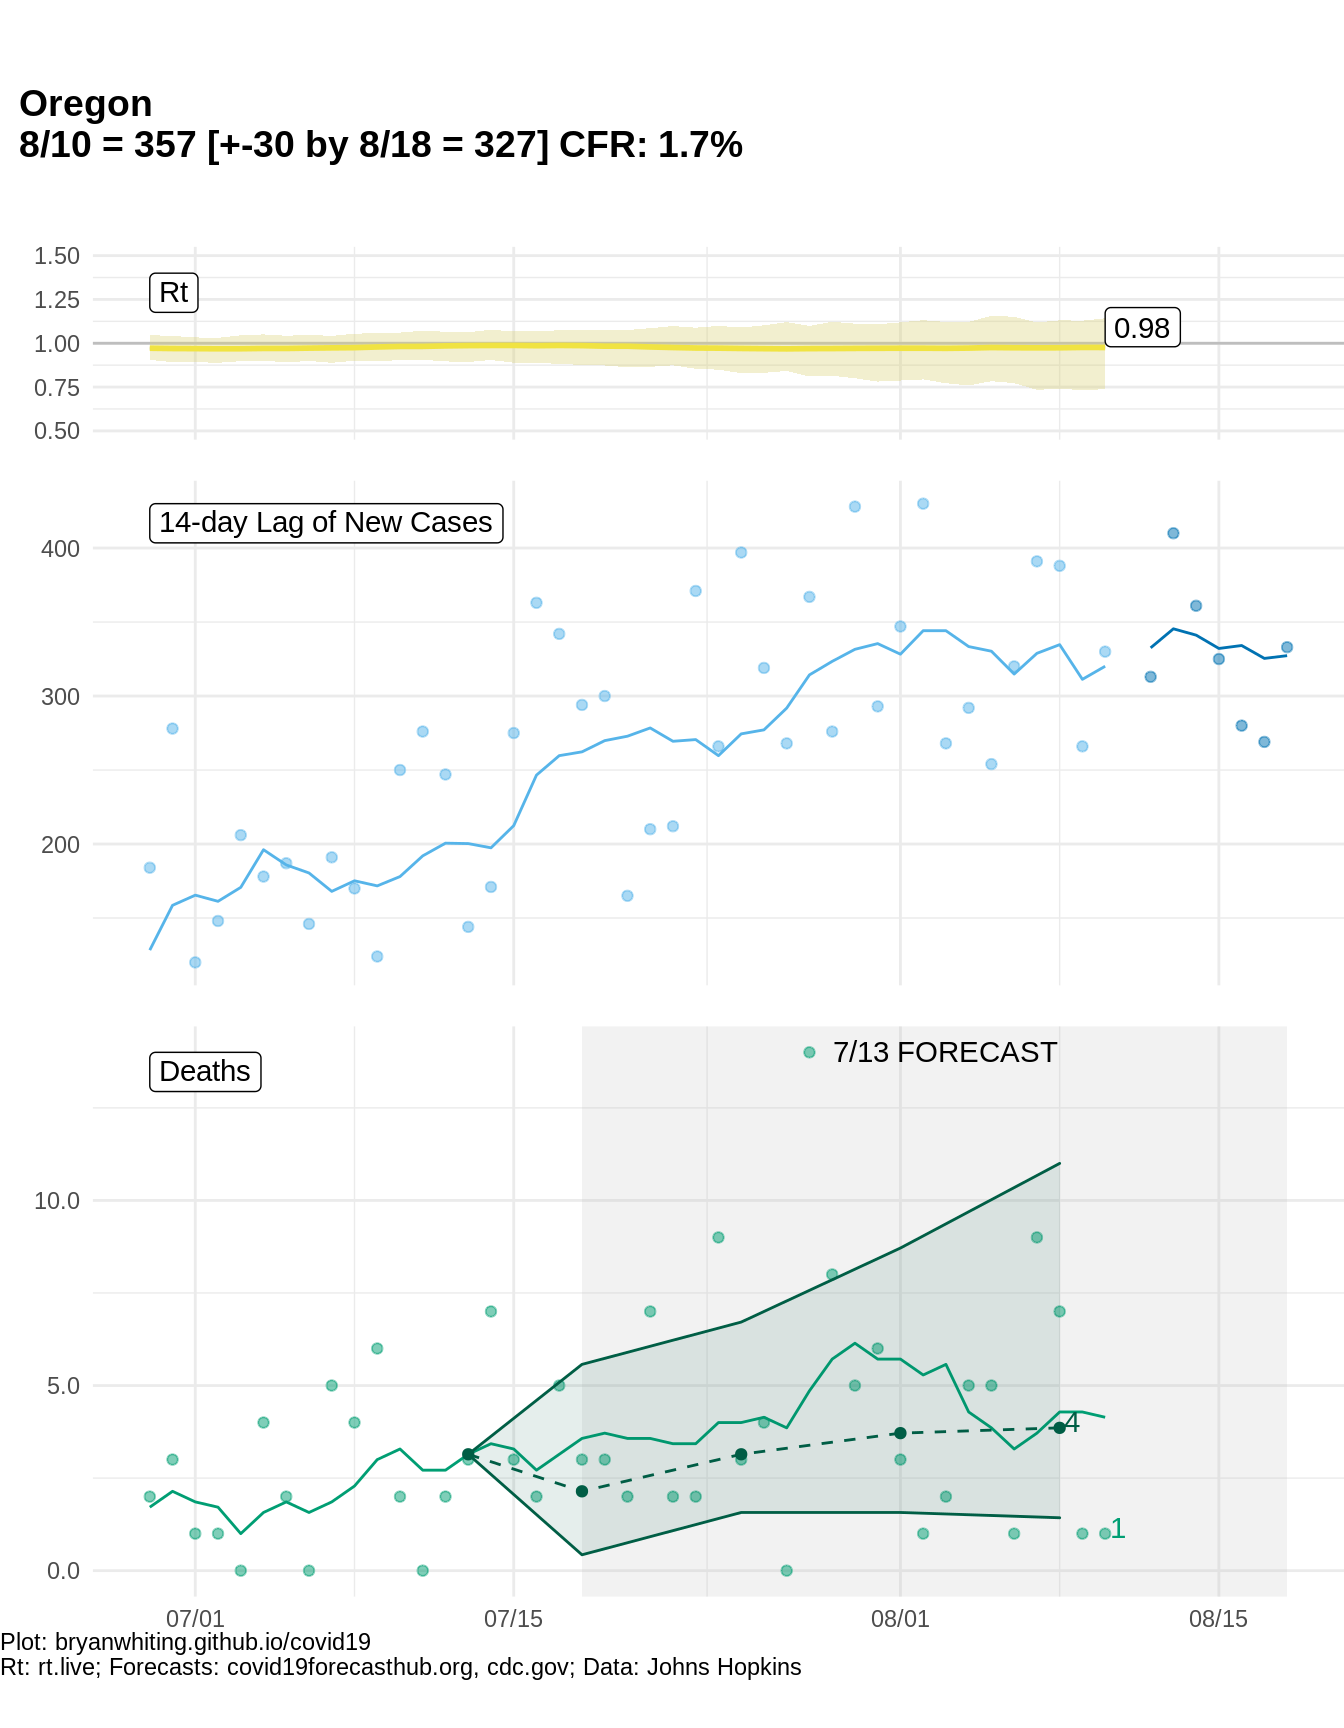 Oregon
8/10 = 357 [+-30 by 8/18 = 327] CFR: 1.7%
1.50
Rt
1.25
0.98
1.00
0.75
0.50
14-day Lag of New Cases
400
300
200
7/13 FORECAST
Deaths
10.0
5.0
4
1
0.0
07/01 07/15 08/01 08/15
Plot: bryanwhiting.github.io/covid19
Rt: rt.live; Forecasts: covid19forecasthub.org, cdc.gov; Data: Johns Hopkins